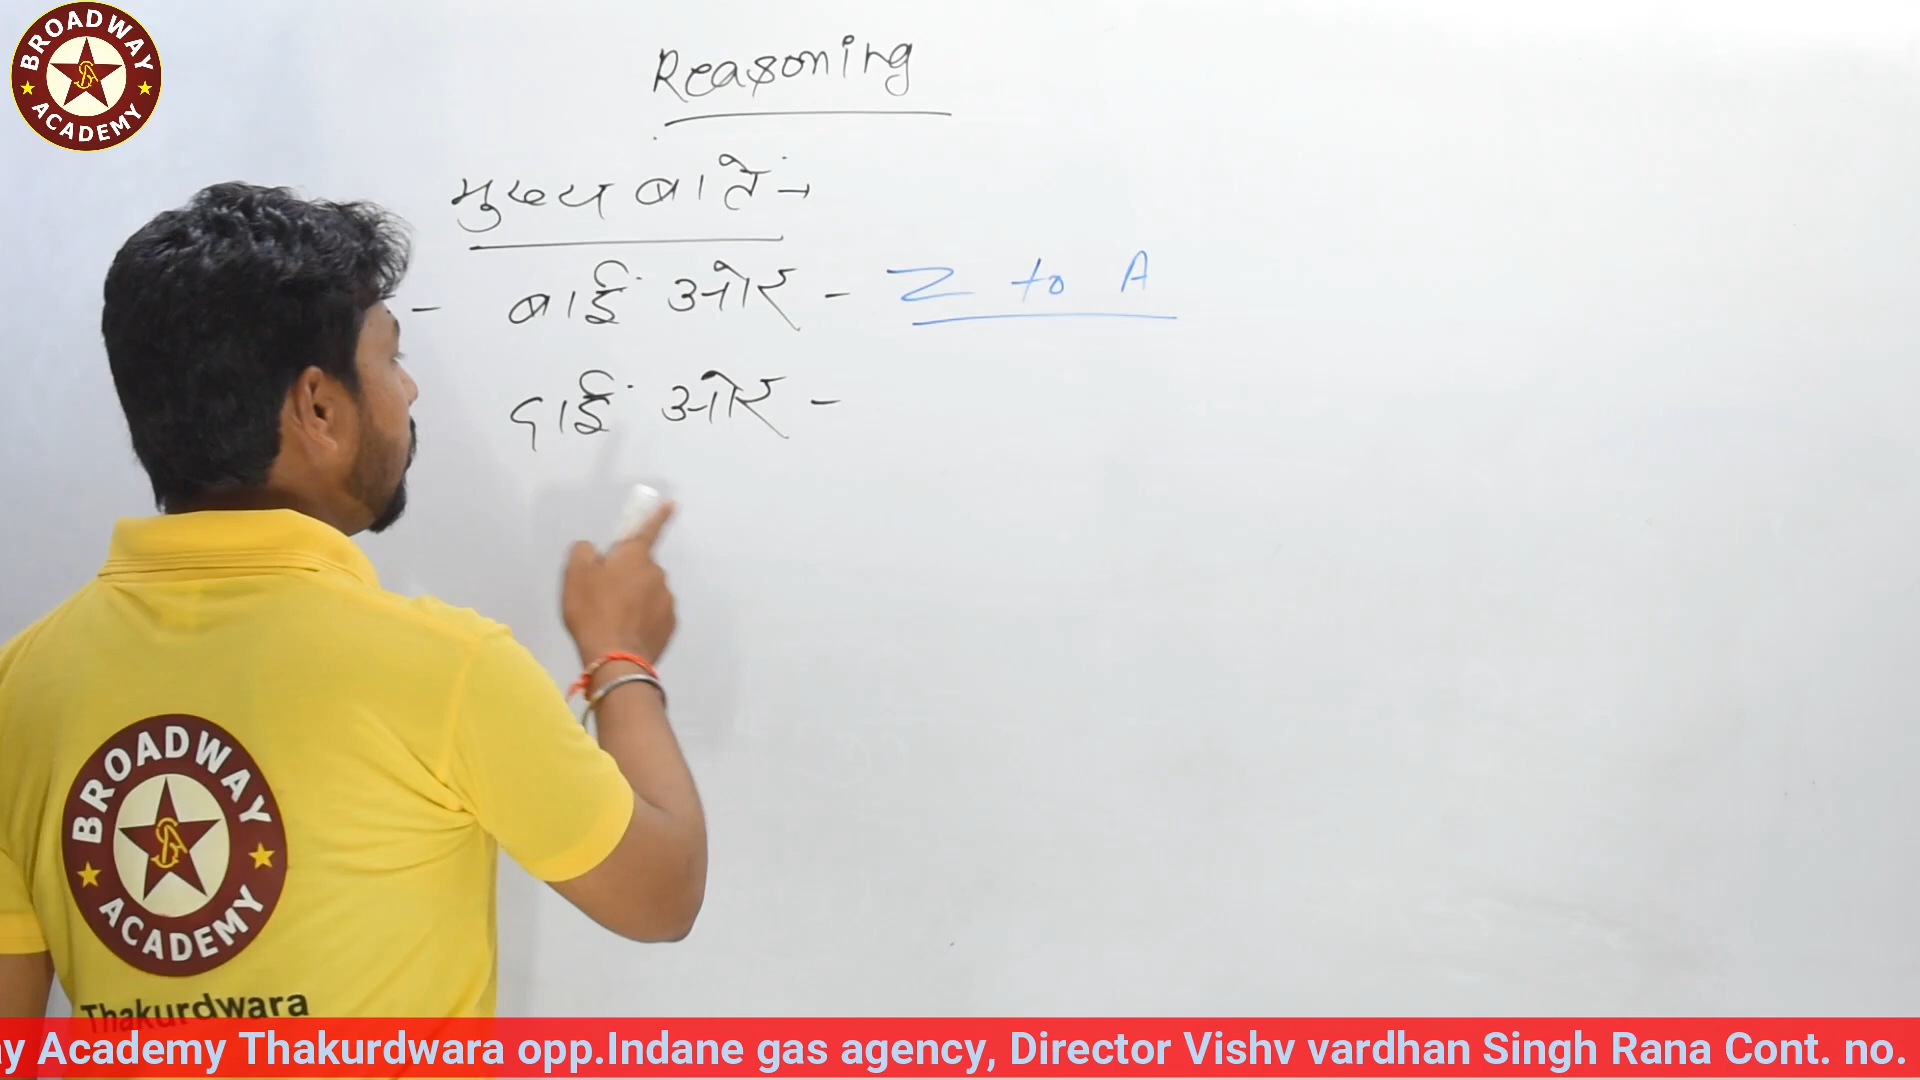 BROADWAY ACADEMY
Reasoning
मुख्य बातें →
- बाईं ओर - Z to A
दाईं ओर -
BROADWAY ACADEMY
Thakurdwara
Academy Thakurdwara opp.Indane gas agency, Director Vishv vardhan Singh Rana Cont. no.